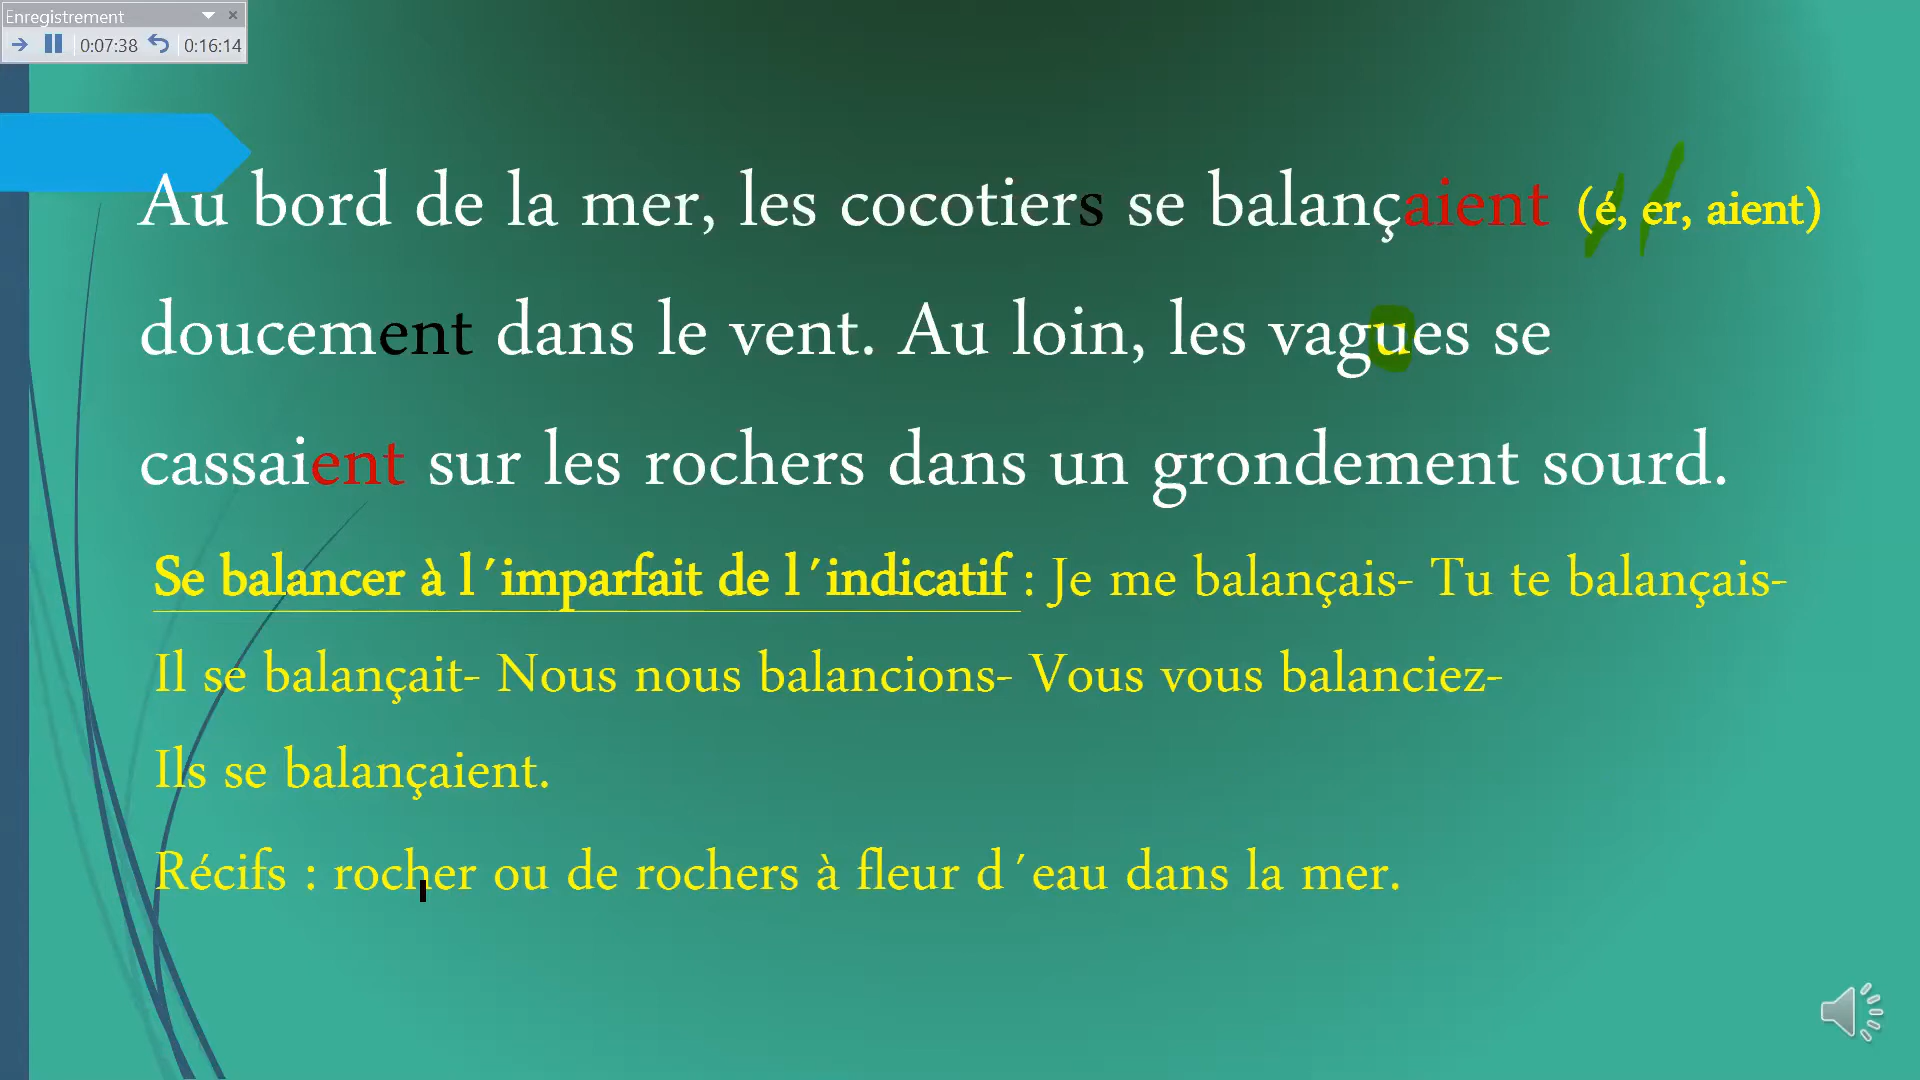 Enregistrement
0:07:38 0:16:14
Au bord de la mer, les cocotiers se balançaient (é, er, aient)
doucement dans le vent. Au loin, les vagues se
cassaient sur les rochers dans un grondement sourd.
Se balancer à l´imparfait de l´indicatif : Je me balançais- Tu te balançais-
Il se balançait- Nous nous balancions- Vous vous balanciez-
Ils se balançaient.
Récifs : rocher ou de rochers à fleur d´eau dans la mer.